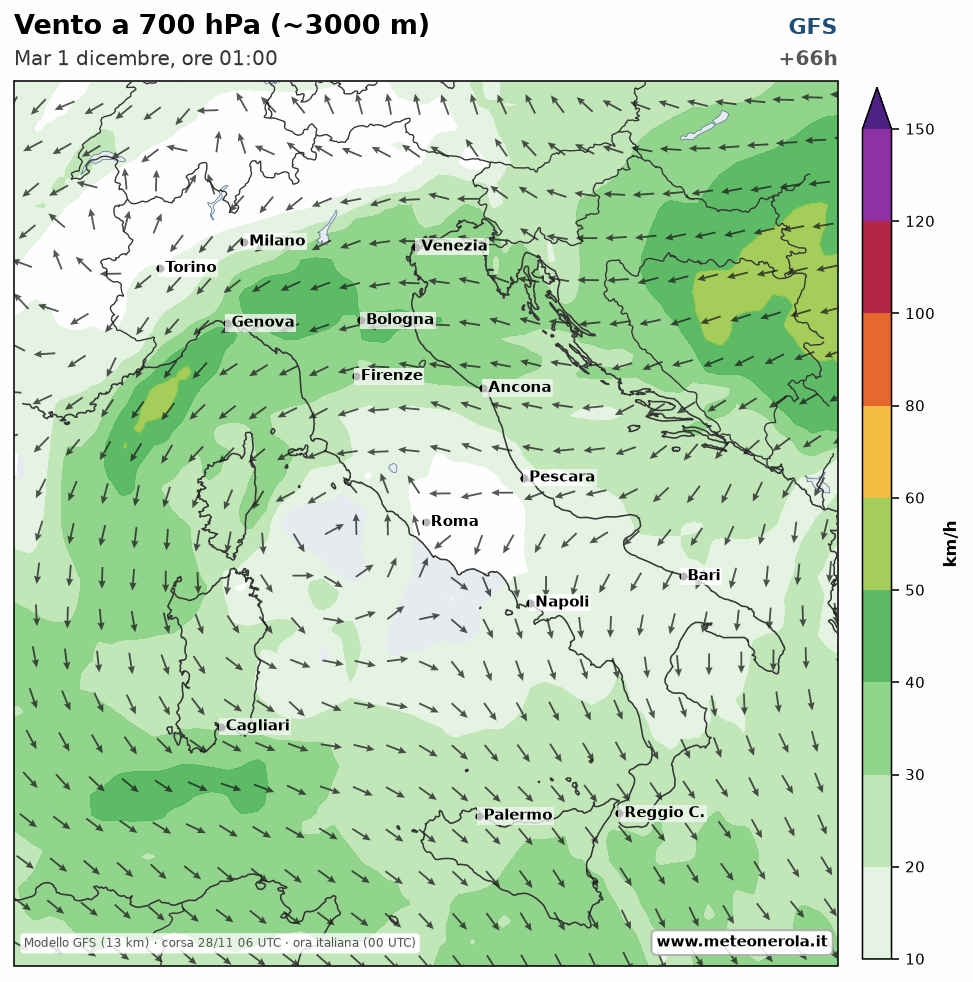 Vento a 700 hPa (~3000 m)
GFS
Mar 1 dicembre, ore 01:00
+66h
Milano
Venezia
Torino
Genova
Bologna
Firenze
Ancona
Pescara
Roma
Bari
Napoli
Cagliari
Palermo
Reggio C.
150
120
100
80
60
50
40
30
20
10
km/h
Modello GFS (13 km) · corsa 28/11 06 UTC · ora italiana (00 UTC)
www.meteonerola.it